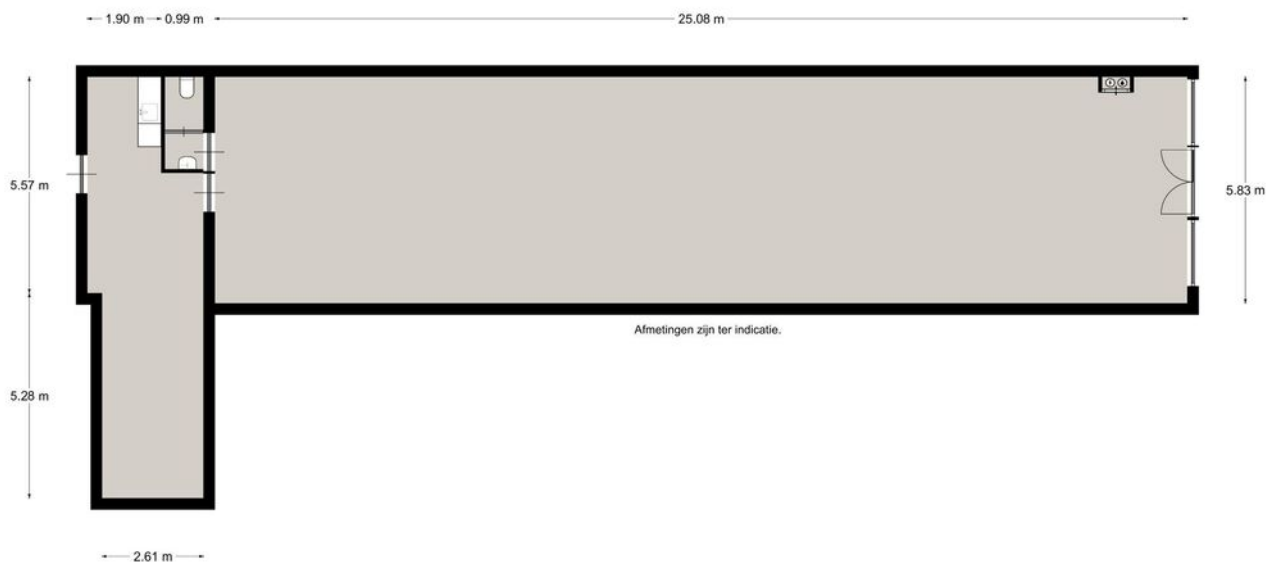 1.90 m
0.99 m
25.08 m
5.57 m
5.83 m
Afmetingen zijn ter indicatie.
5.28 m
2.61 m